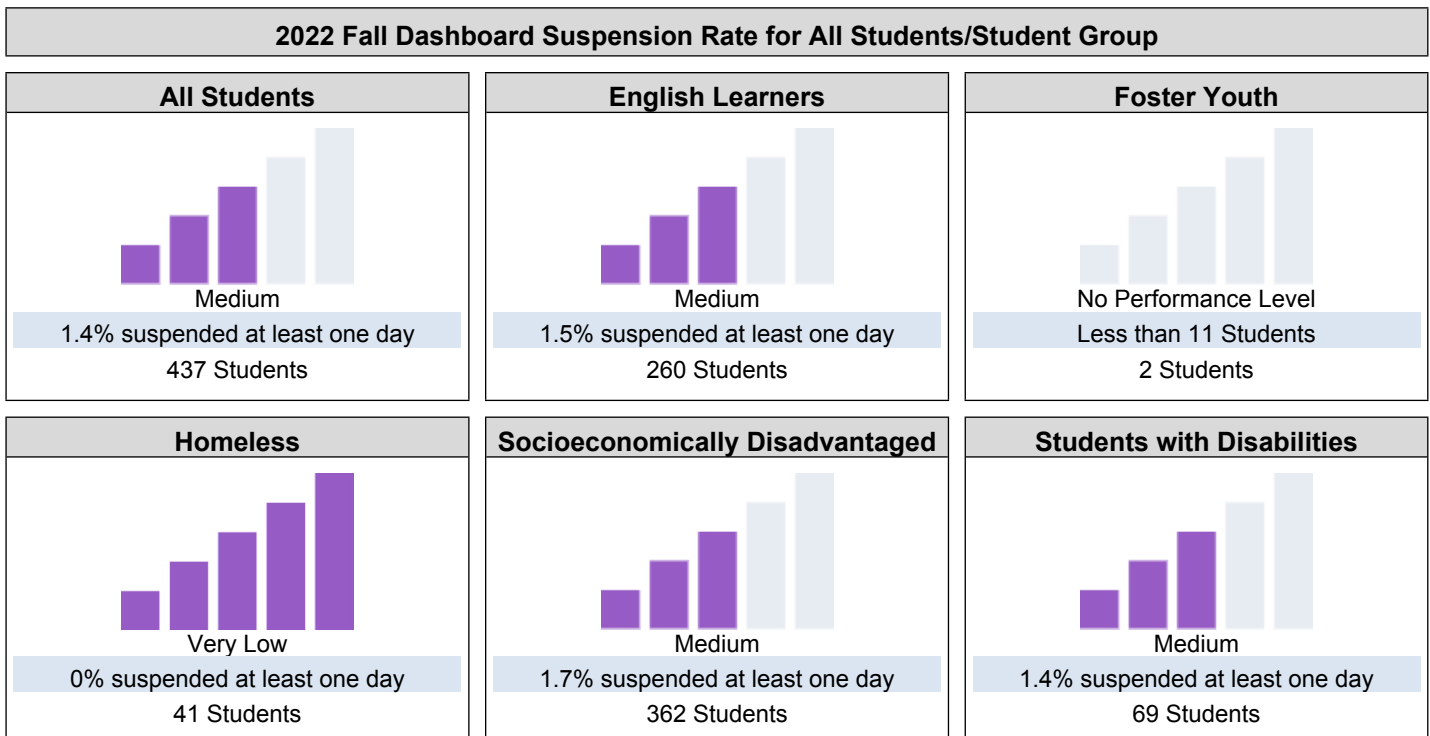 2022 Fall Dashboard Suspension Rate for All Students/Student Group
All Students
Medium
1.4% suspended at least one day
437 Students
English Learners
Medium
1.5% suspended at least one day
260 Students
Foster Youth
No Performance Level
Less than 11 Students
2 Students
Homeless
Very Low
0% suspended at least one day
41 Students
Socioeconomically Disadvantaged
Medium
1.7% suspended at least one day
362 Students
Students with Disabilities
Medium
1.4% suspended at least one day
69 Students